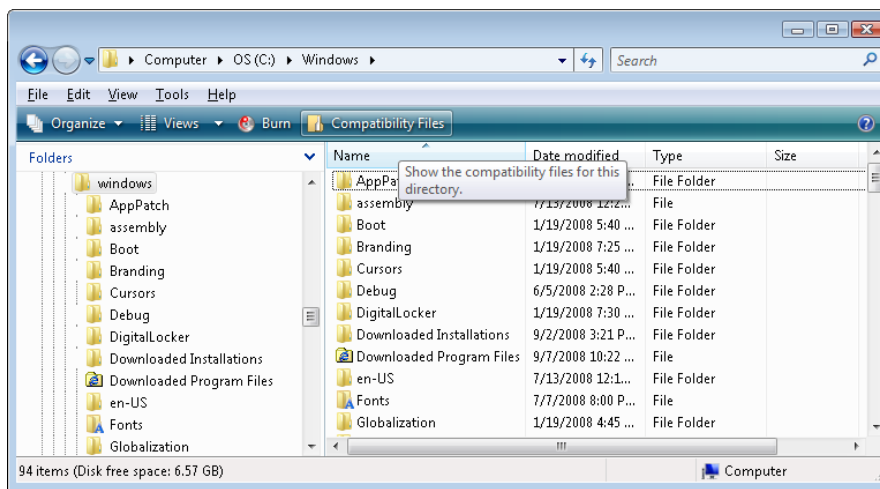 Computer ▸ OS (C:) ▸ Windows ▸ Search
File Edit View Tools Help
Organize Views Burn Compatibility Files
Folders
windows
AppPatch
assembly
Boot
Branding
Cursors
Debug
DigitalLocker
Downloaded Installations
Downloaded Program Files
en-US
Fonts
Globalization
Name Date modified Type Size
Show the compatibility files for this
directory.
AppPa File Folder
assembly 7/13/2008 12:2... File
Boot 1/19/2008 5:40 ... File Folder
Branding 1/19/2008 7:25 ... File Folder
Cursors 1/19/2008 5:40 ... File Folder
Debug 6/5/2008 2:28 P... File Folder
DigitalLocker 1/19/2008 7:30 ... File Folder
Downloaded Installations 9/2/2008 3:21 P... File Folder
Downloaded Program Files 9/7/2008 10:22 ... File
en-US 7/13/2008 12:1... File Folder
Fonts 7/7/2008 8:00 P... File
Globalization 1/19/2008 4:45 ... File Folder
94 items (Disk free space: 6.57 GB) Computer